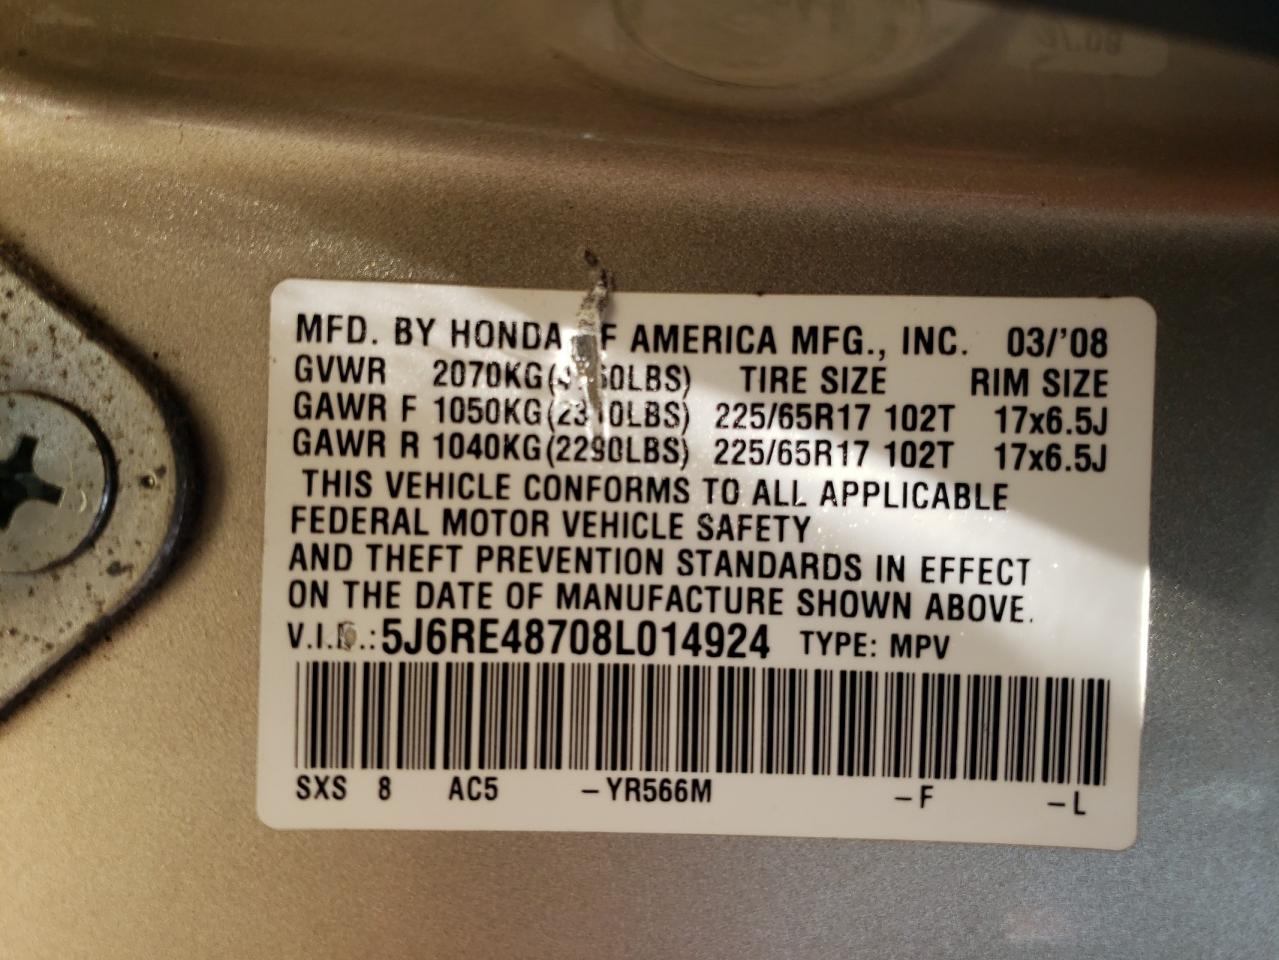 MFD. BY HONDA F AMERICA MFG., INC. 03/'08
GVWR 2070KG( 60LBS) TIRE SIZE RIM SIZE
GAWR F 1050KG(2310LBS) 225/65R17 102T 17x6.5J
GAWR R 1040KG(2290LBS) 225/65R17 102T 17x6.5J
THIS VEHICLE CONFORMS TO ALL APPLICABLE
FEDERAL MOTOR VEHICLE SAFETY
AND THEFT PREVENTION STANDARDS IN EFFECT
ON THE DATE OF MANUFACTURE SHOWN ABOVE.
V.I.D.: 5J6RE48708L014924 TYPE: MPV
SXS 8 AC5 –YR566M –F –L